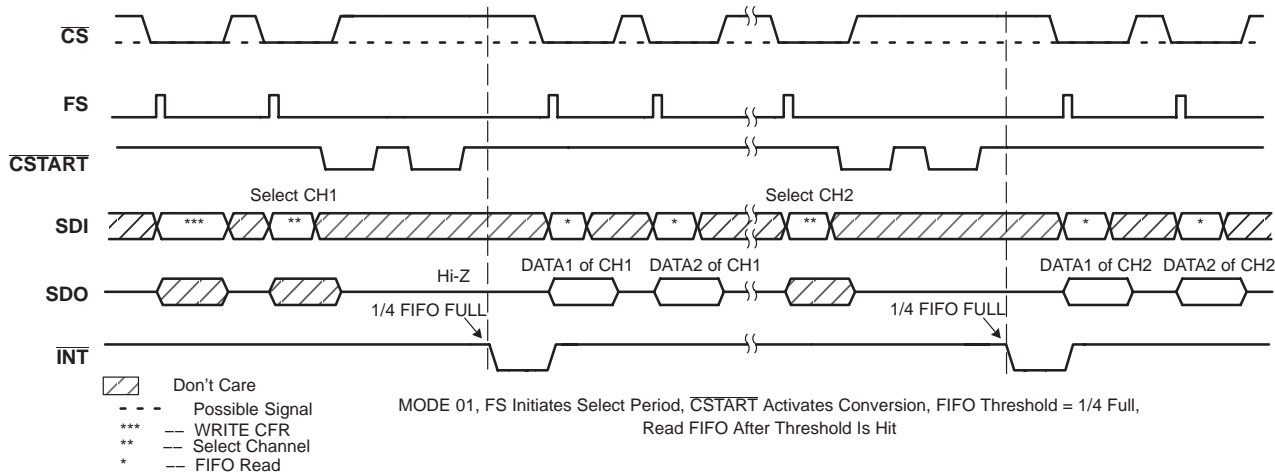 CS
FS
CSTART
Select CH1
Select CH2
SDI
*** ** * * ** * *
Hi-Z
DATA1 of CH1
DATA2 of CH1
DATA1 of CH2
DATA2 of CH2
SDO
1/4 FIFO FULL
1/4 FIFO FULL
INT
Don't Care
- - - - Possible Signal
*** –– WRITE CFR
** –– Select Channel
* –– FIFO Read
MODE 01, FS Initiates Select Period, CSTART Activates Conversion, FIFO Threshold = 1/4 Full,
Read FIFO After Threshold Is Hit